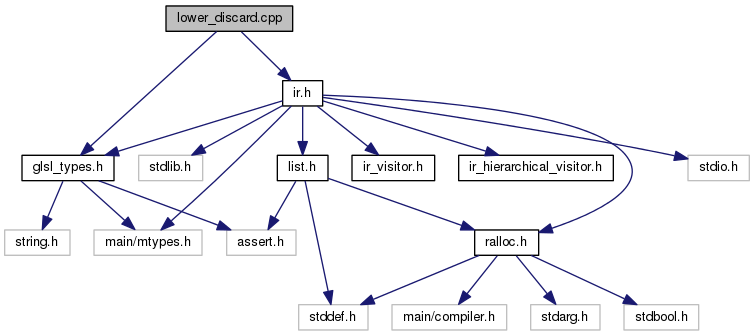 lower_discard.cpp
ir.h
glsl_types.h
stdlib.h
list.h
ir_visitor.h
ir_hierarchical_visitor.h
stdio.h
string.h
main/mtypes.h
assert.h
ralloc.h
stddef.h
main/compiler.h
stdarg.h
stdbool.h